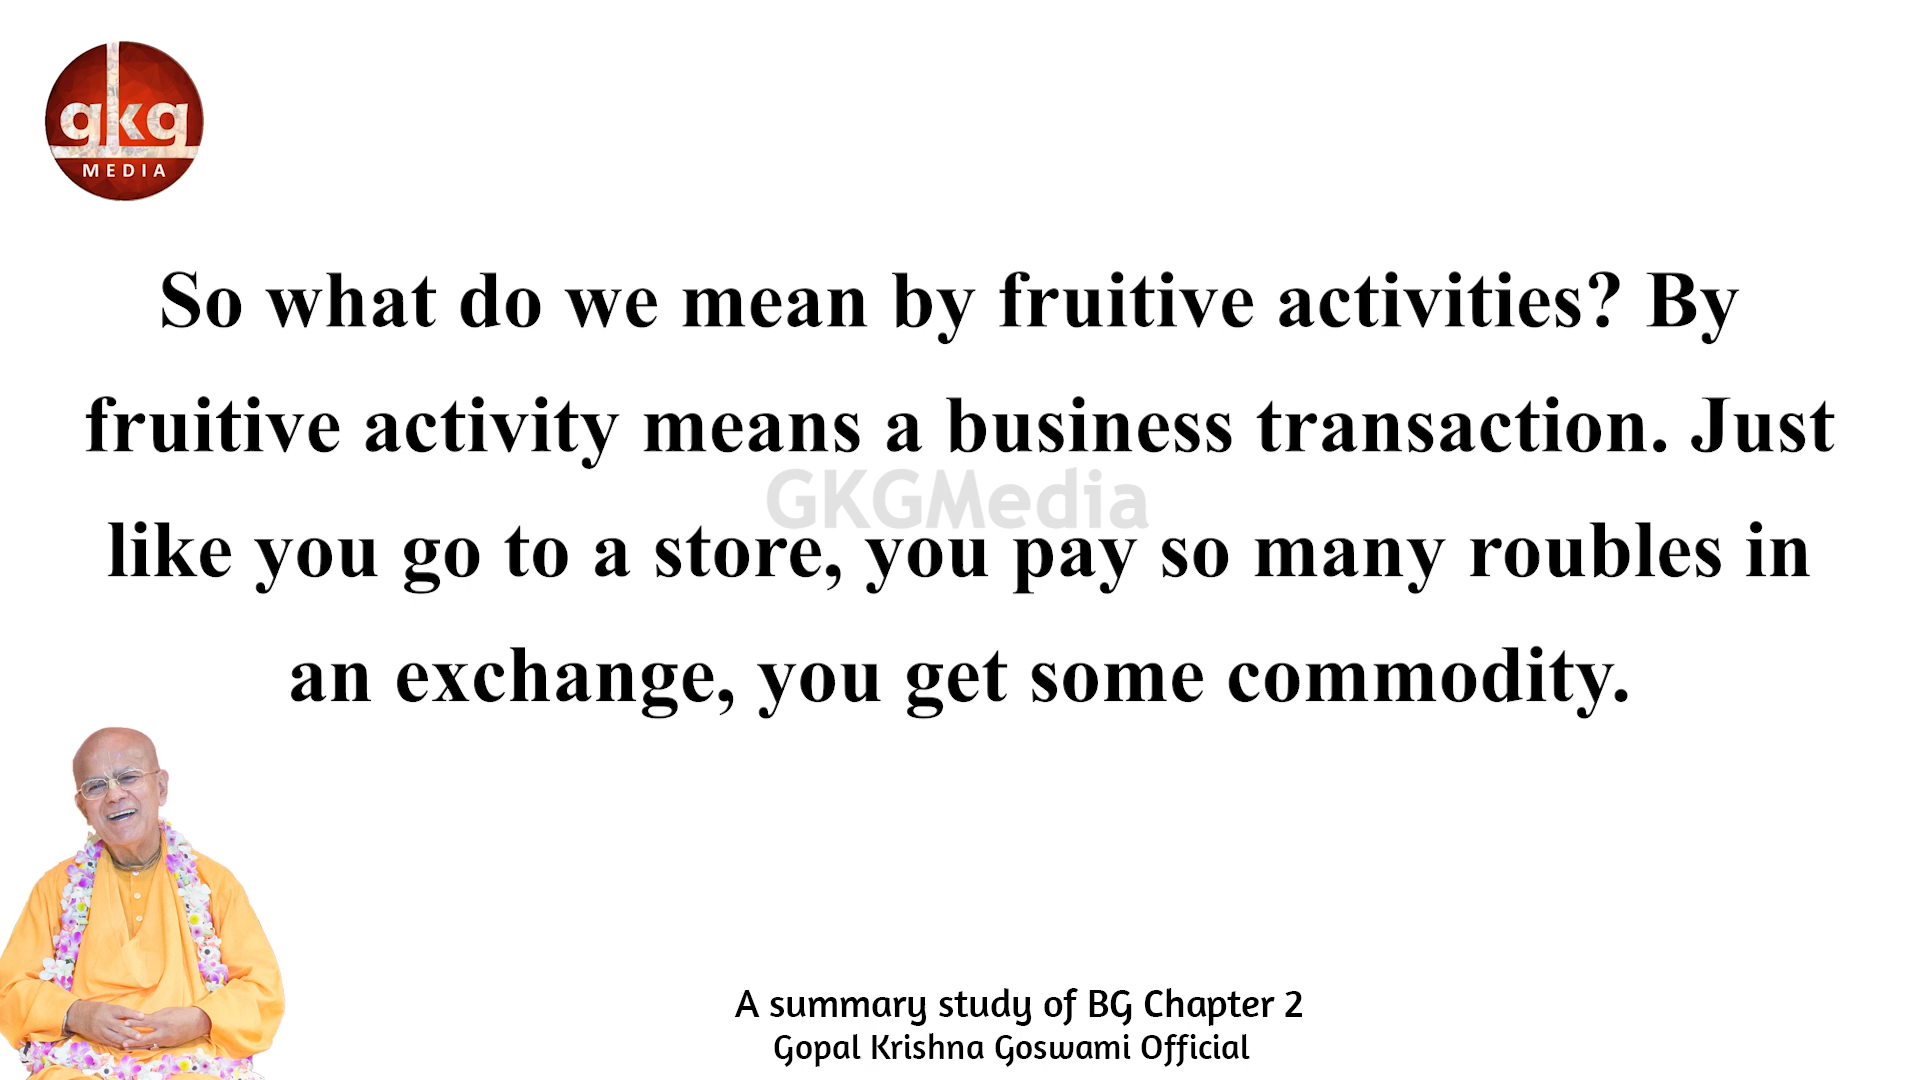 gkg
MEDIA
So what do we mean by fruitive activities? By
fruitive activity means a business transaction. Just
GKGMedia
like you go to a store, you pay so many roubles in
an exchange, you get some commodity.
A summary study of BG Chapter 2
Gopal Krishna Goswami Official